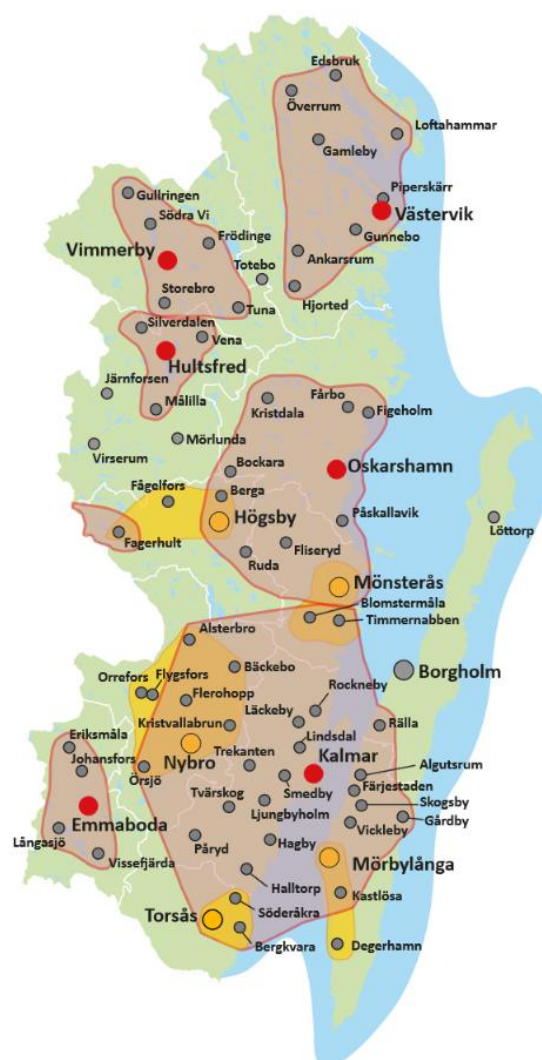 Edsbruk
Överrum
Loftahammar
Gamleby
Piperskärr
Västervik
Gullringen
Södra Vi
Frödinge
Gunnebo
Vimmerby
Ankarsrum
Totebo
Storebro
Hjorted
Tuna
Silverdalen
Vena
Hultsfred
Järnforsen
Målilla
Kristdala
Fårbo
Figeholm
Mörlunda
Virserum
Bockara
Oskarshamn
Fågelfors
Berga
Högsby
Påskallavik
Löttorp
Fagerhult
Fliseryd
Ruda
Mönsterås
Blomstermåla
Timmernabben
Alsterbro
Bäckebo
Borgholm
Orrefors
Flygsfors
Flerohopp
Rockneby
Läckeby
Kristvallabrun
Rälla
Eriksmåla
Lindsdal
Johansfors
Nybro
Trekanten
Kalmar
Algutsrum
Örsjö
Smedby
Färjestaden
Tvärskog
Skogsby
Emmaboda
Ljungbyholm
Gårdby
Vickleby
Långasjö
Påryd
Hagby
Vissefjärda
Mörbylånga
Halltorp
Kastlösa
Torsås
Söderåkra
Bergkvara
Degerhamn